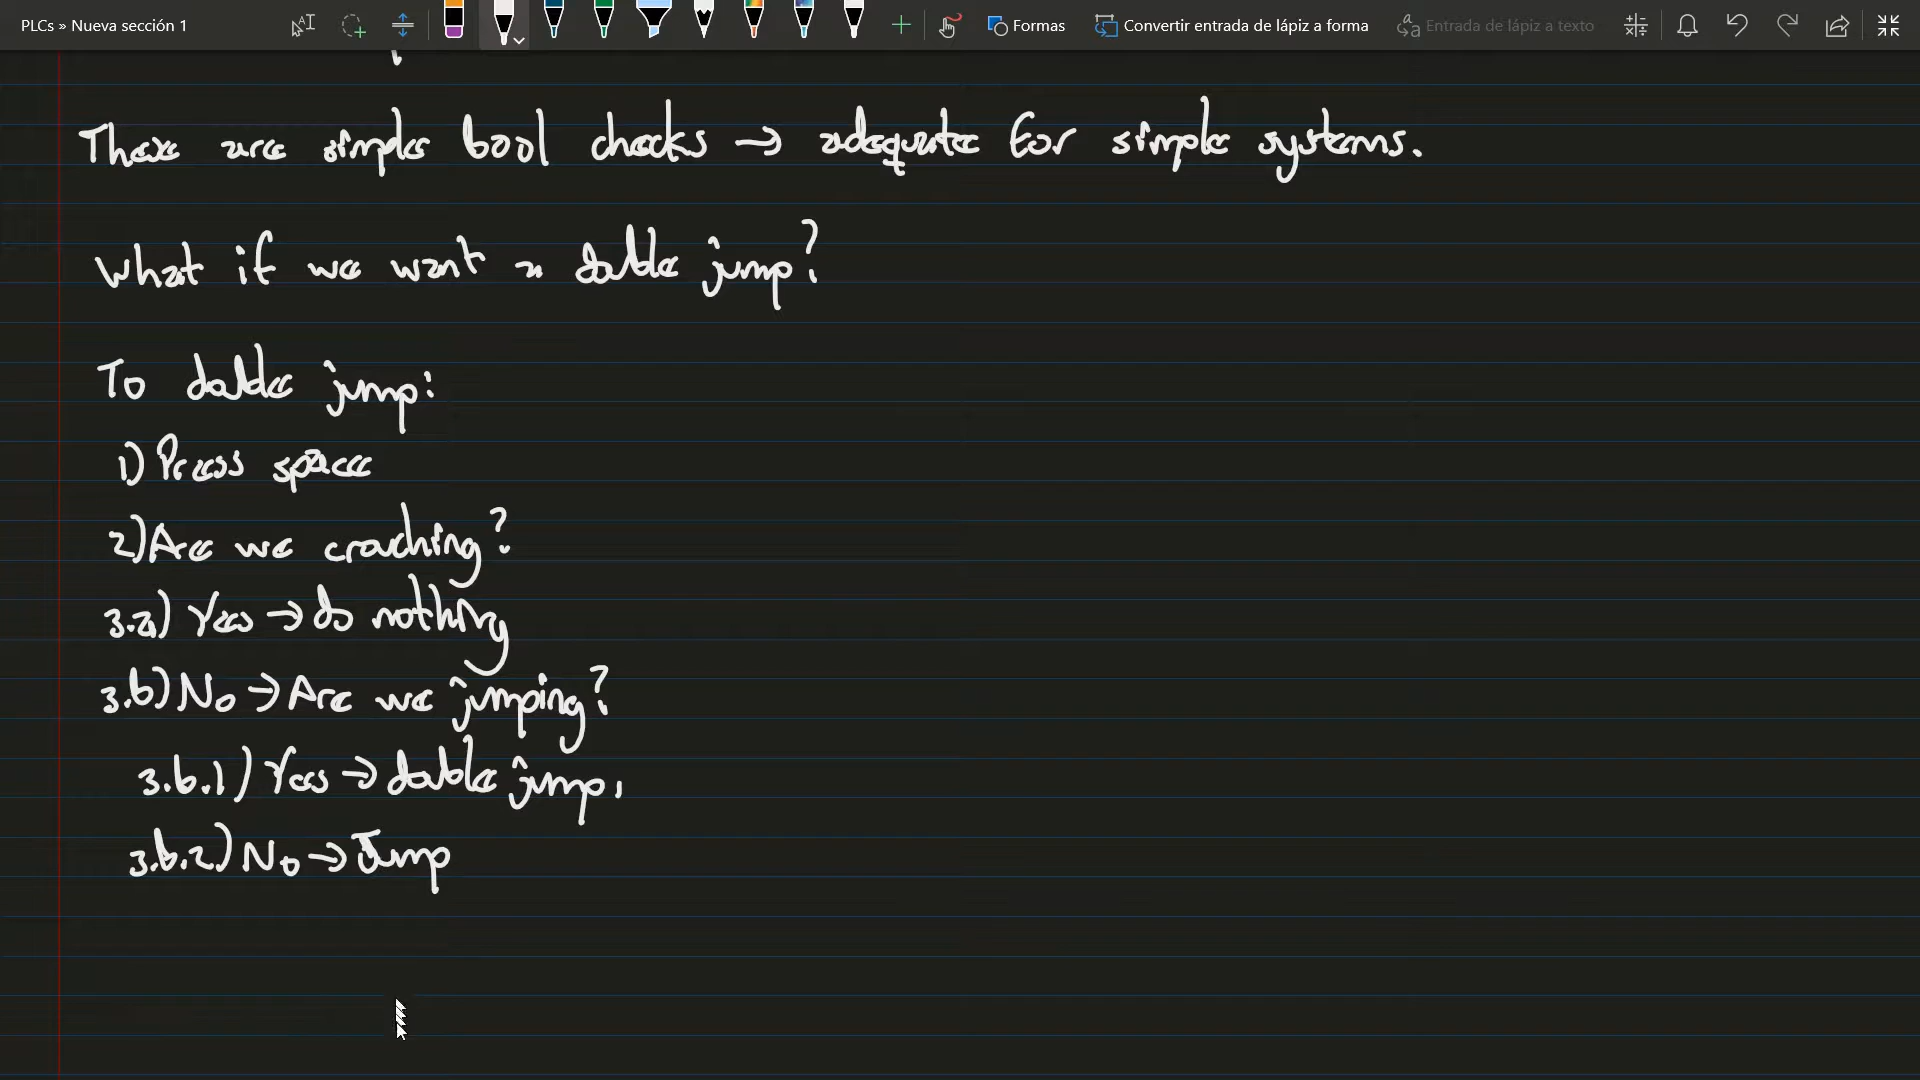 PLCs » Nueva sección 1
Formas
Convertir entrada de lápiz a forma
Entrada de lápiz a texto
These are simple bool checks → adequate for simple systems.
What if we want a double jump?
To double jump:
1) Press space
2) Are we crouching?
3.a) Yes → do nothing
3.b) No → Are we jumping?
3.b.1) Yes → double jump.
3.b.2) No → Jump